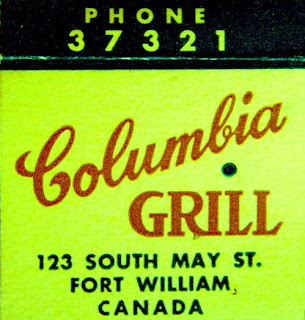 PHONE
37321
Columbia
GRILL
123 SOUTH MAY ST.
FORT WILLIAM,
CANADA